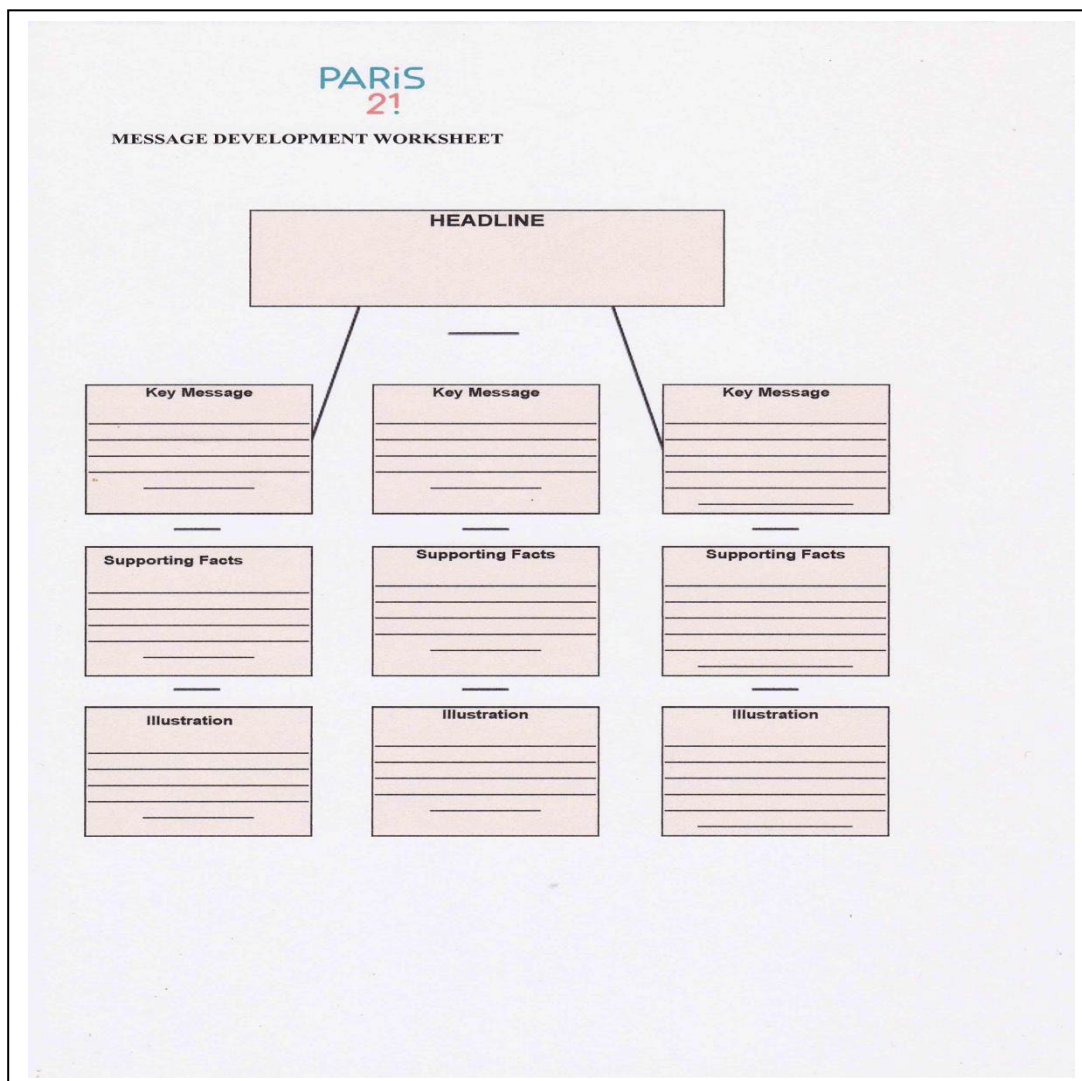 PARiS
21
MESSAGE DEVELOPMENT WORKSHEET
HEADLINE
Key Message
Key Message
Key Message
Supporting Facts
Supporting Facts
Supporting Facts
Illustration
Illustration
Illustration